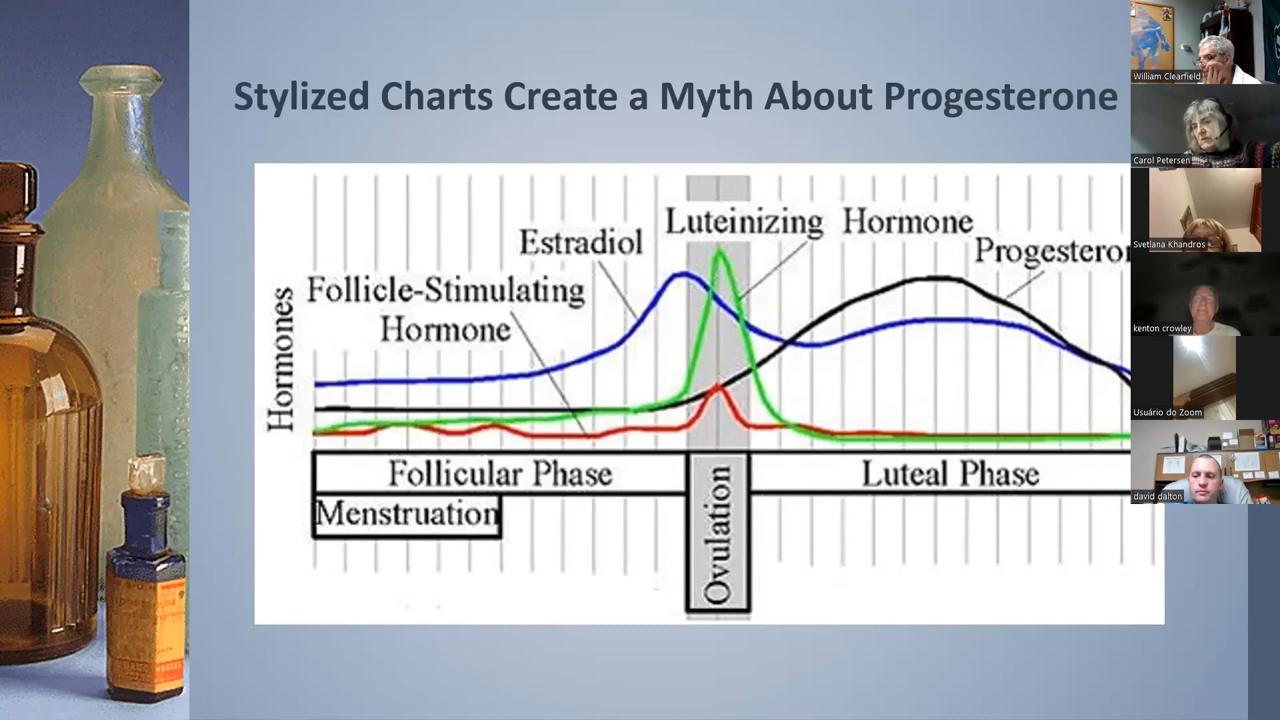 Stylized Charts Create a Myth About Progesterone
Luteinizing Hormone
Estradiol
Progesteron
Follicle-Stimulating
Hormone
Hormones
Follicular Phase
Luteal Phase
Menstruation
Ovulation
William Clearfield
Carol Petersen
Svetlana Khandros
kenton crowley
Usuário do Zoom
david dalton